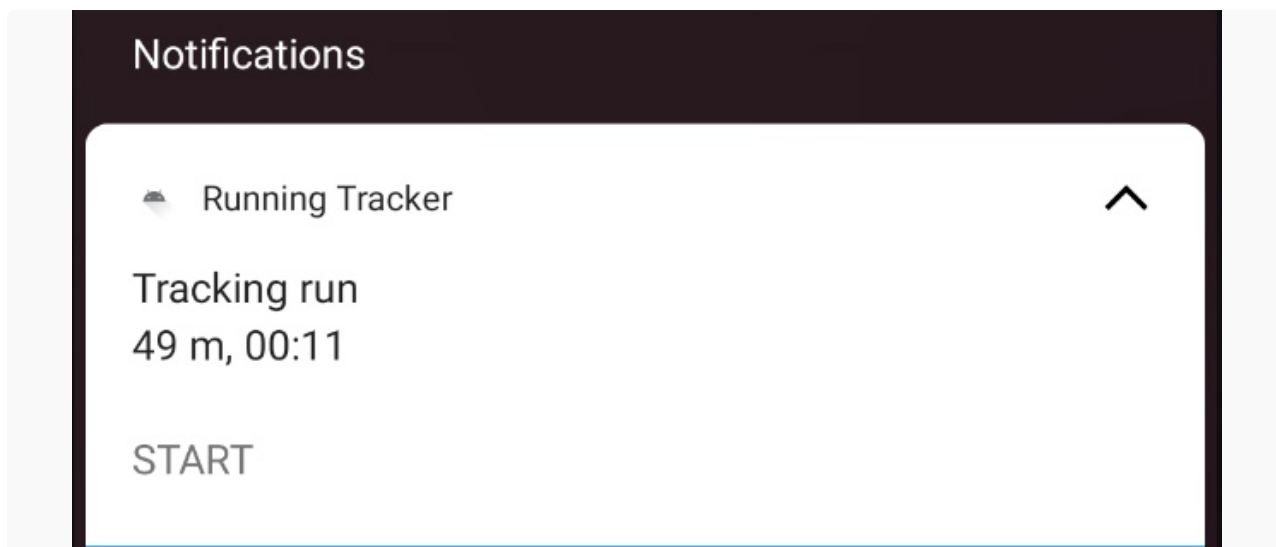 Notifications
Running Tracker
Tracking run
49 m, 00:11
START